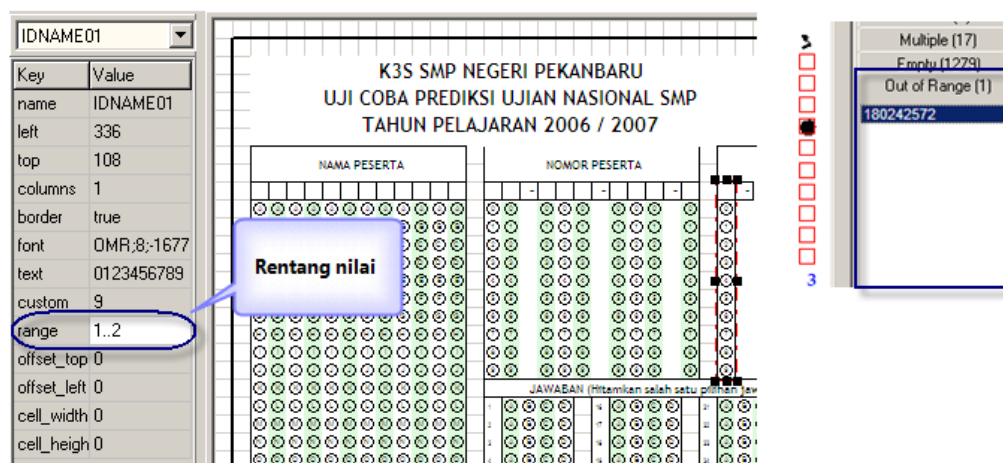 IDNAME01
Key Value
name IDNAME01
left 336
top 108
columns 1
border true
font OMR;8;-1677
text 0123456789
custom 9
range 1..2
offset_top 0
offset_left 0
cell_width 0
cell_heigh 0
Rentang nilai
K3S SMP NEGERI PEKANBARU
UJI COBA PREDIKSI UJIAN NASIONAL SMP
TAHUN PELAJARAN 2006 / 2007
NAMA PESERTA
NOMOR PESERTA
JAWABAN (Hitamkan salah satu pilihan jaw
3
3
Multiple (17)
Empty (1279)
Out of Range (1)
180242572